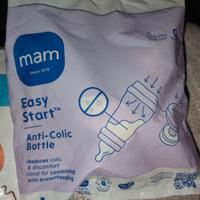 mam
Since 1976
Easy
Start™
Anti-Colic
Bottle
•Reduces colic
& discomfort
•Ideal for combining
with breastfeeding